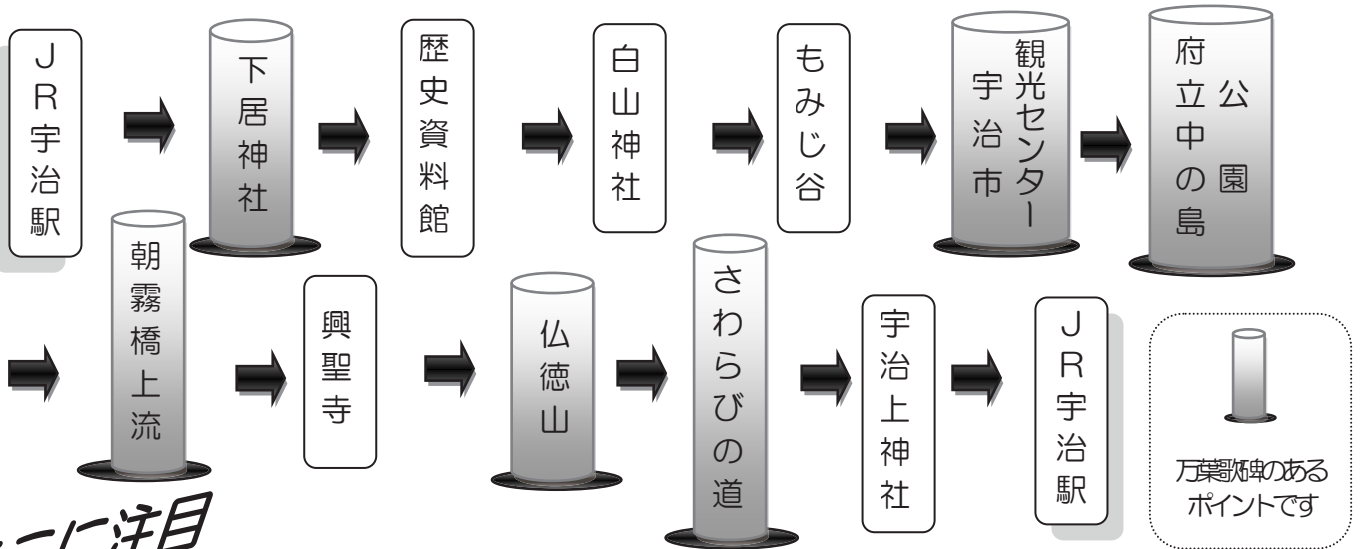 JR宇治駅
下居神社
歴史資料館
白山神社
もみじ谷
宇治市
観光センター
府立中の島
公園
朝霧橋上流
興聖寺
仏徳山
さわらびの道
宇治上神社
JR宇治駅
万葉歌碑のある
ポイントです
こに注目